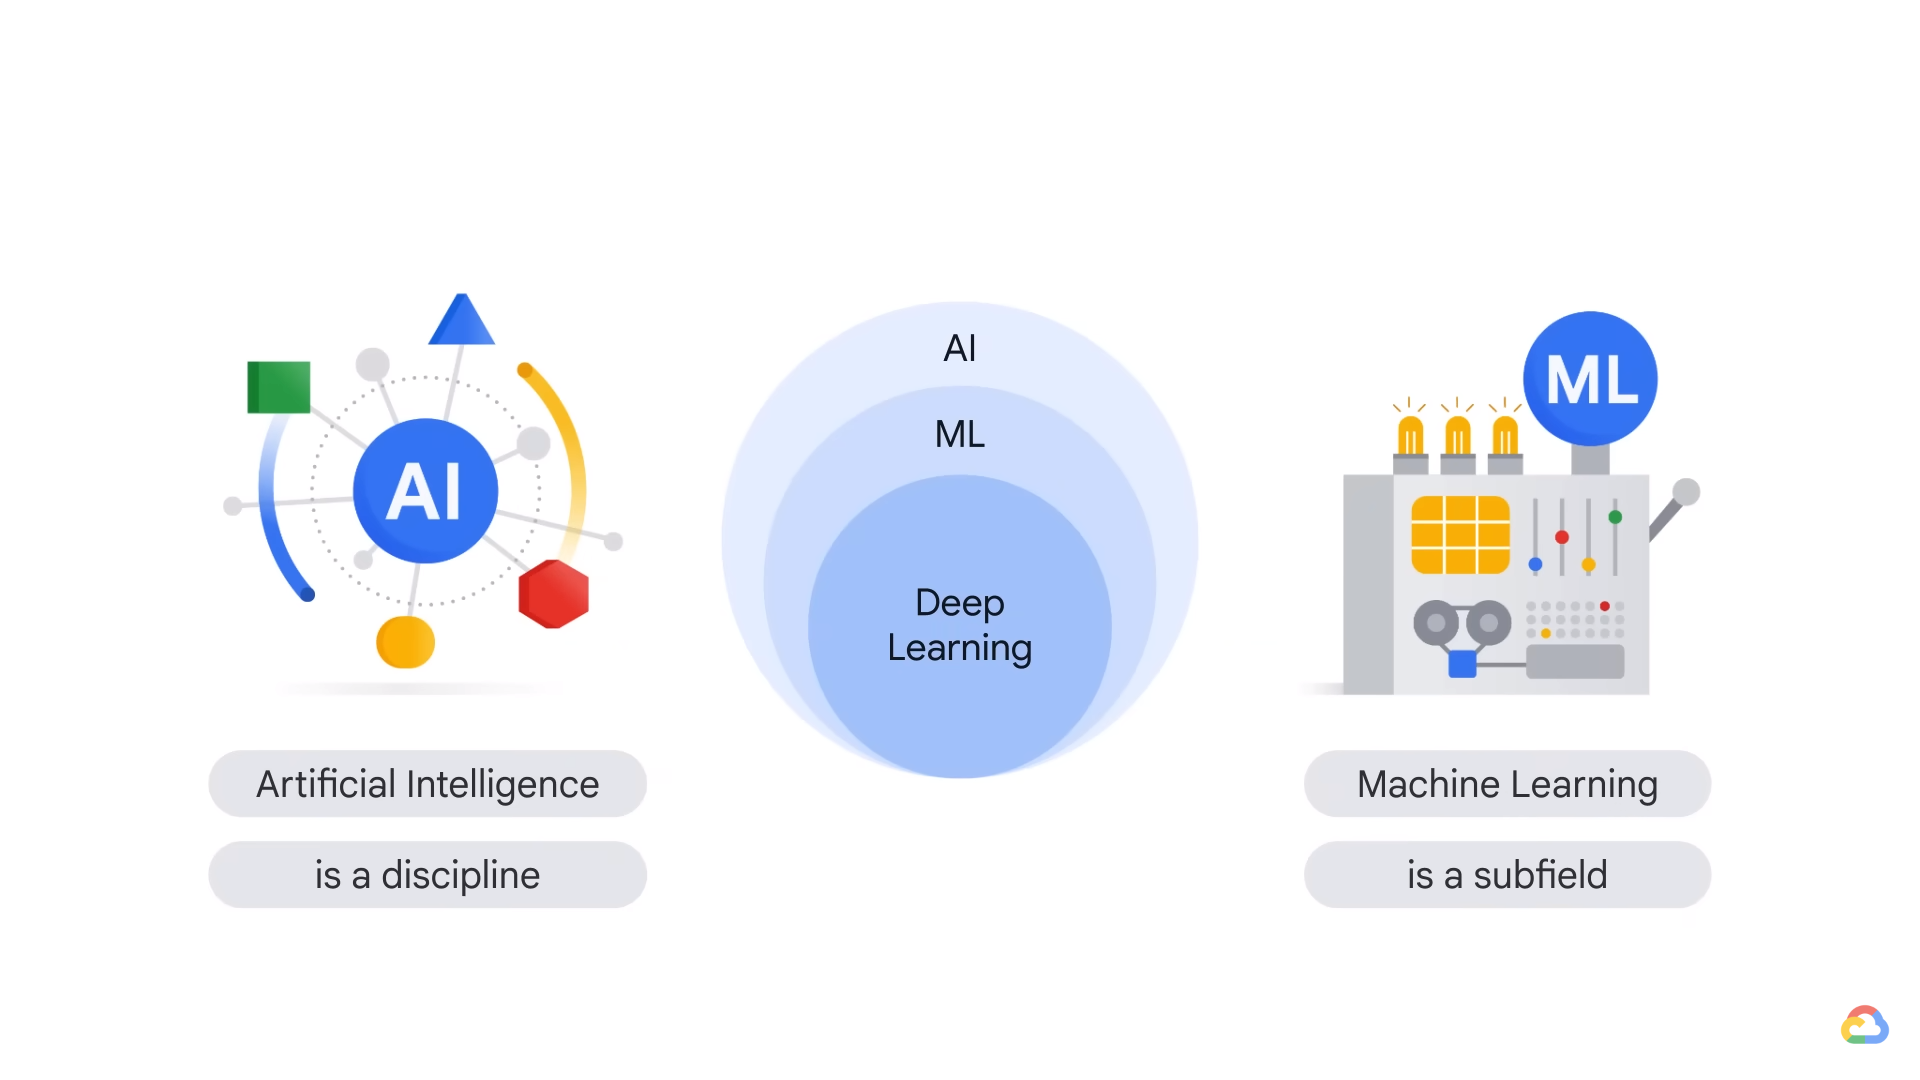 AI
Artificial Intelligence
is a discipline
AI
ML
Deep
Learning
ML
Machine Learning
is a subfield